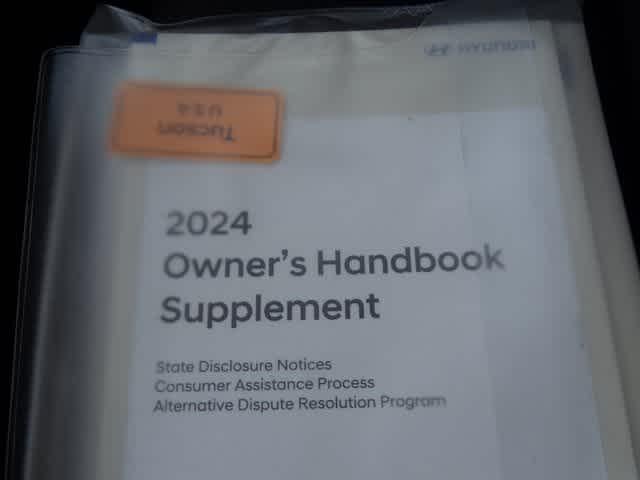 HYUNDAI
Tucson
USA
2024
Owner's Handbook
Supplement
State Disclosure Notices
Consumer Assistance Process
Alternative Dispute Resolution Program